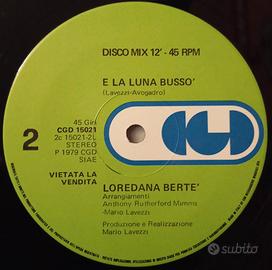 DISCO MIX 12' - 45 RPM
E LA LUNA BUSSO'
(Lavezzi-Avogadro)
45 Giri
CGD 15021
2c 15021-2L
STEREO
P 1979 CGD
SIAE
2
CGD
VIETATA LA
VENDITA
LOREDANA BERTE'
Arrangiamenti
Anthony Rutherford Mimms
-Mario Lavezzi
Produzione e Realizzazione
Mario Lavezzi
subito